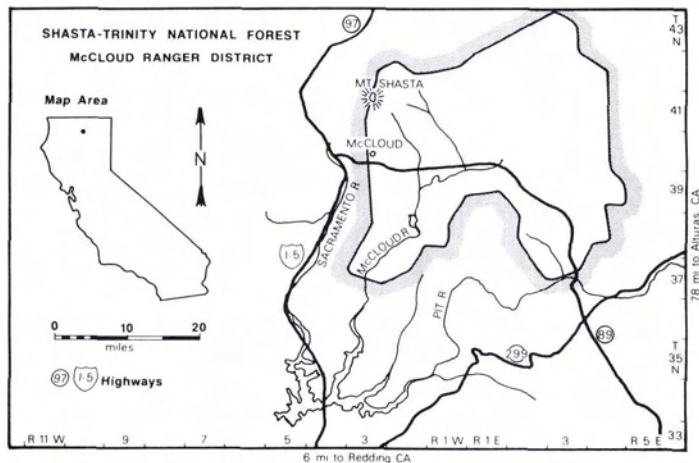 SHASTA-TRINITY NATIONAL FOREST
McCLOUD RANGER DISTRICT
Map Area
N
0 10 20
miles
97 I-5 Highways
97
MT. SHASTA
McCLOUD
SACRAMENTO R
McCLOUD R
I-5
PIT R
299
89
T
43
N
41
39
37
T
35
N
33
78 mi to Alturas, CA
R 11 W 9 7 5 3 R 1 W R 1 E 3 R 5 E
6 mi to Redding CA